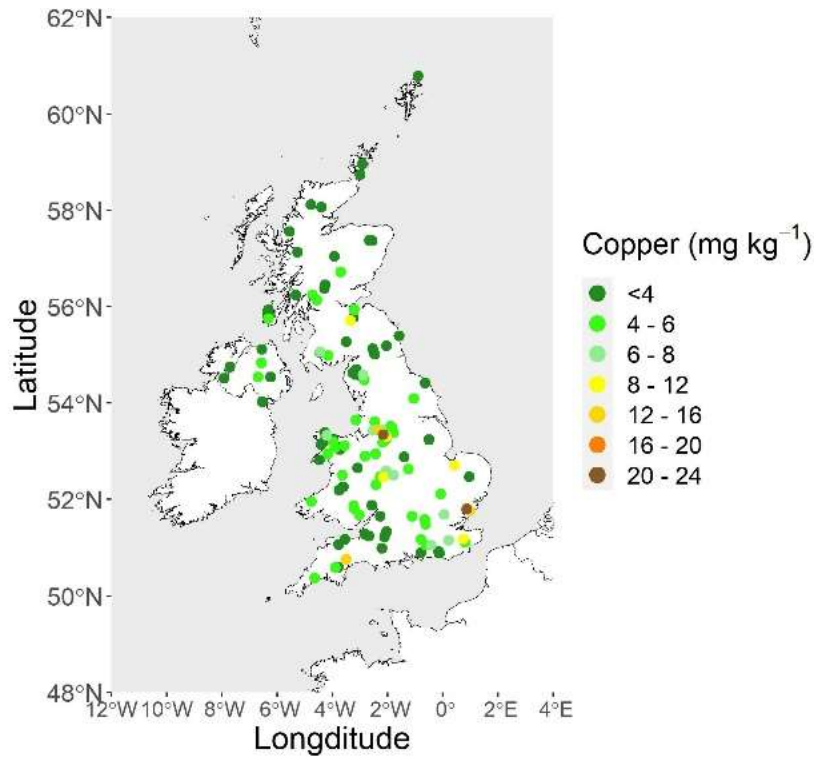 62°N
60°N
58°N
56°N
54°N
52°N
50°N
48°N
Latitude
12°W 10°W 8°W 6°W 4°W 2°W 0° 2°E 4°E
Longditude
Copper (mg kg⁻¹)
<4
4 - 6
6 - 8
8 - 12
12 - 16
16 - 20
20 - 24